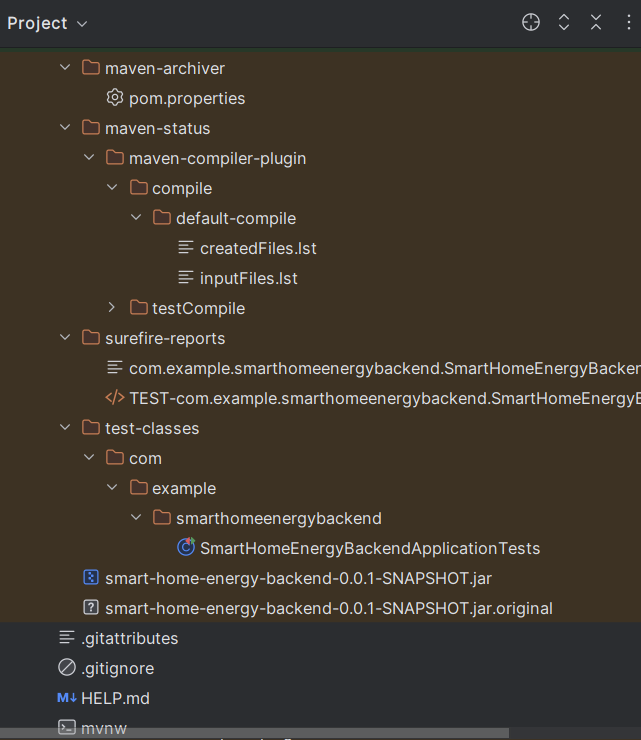 Project
maven-archiver
pom.properties
maven-status
maven-compiler-plugin
compile
default-compile
createdFiles.lst
inputFiles.lst
testCompile
surefire-reports
com.example.smarthomeenergybackend.SmartHomeEnergyBacken
TEST-com.example.smarthomeenergybackend.SmartHomeEnergyB
test-classes
com
example
smarthomeenergybackend
SmartHomeEnergyBackendApplicationTests
smart-home-energy-backend-0.0.1-SNAPSHOT.jar
smart-home-energy-backend-0.0.1-SNAPSHOT.jar.original
.gitattributes
.gitignore
M↓ HELP.md
mvnw